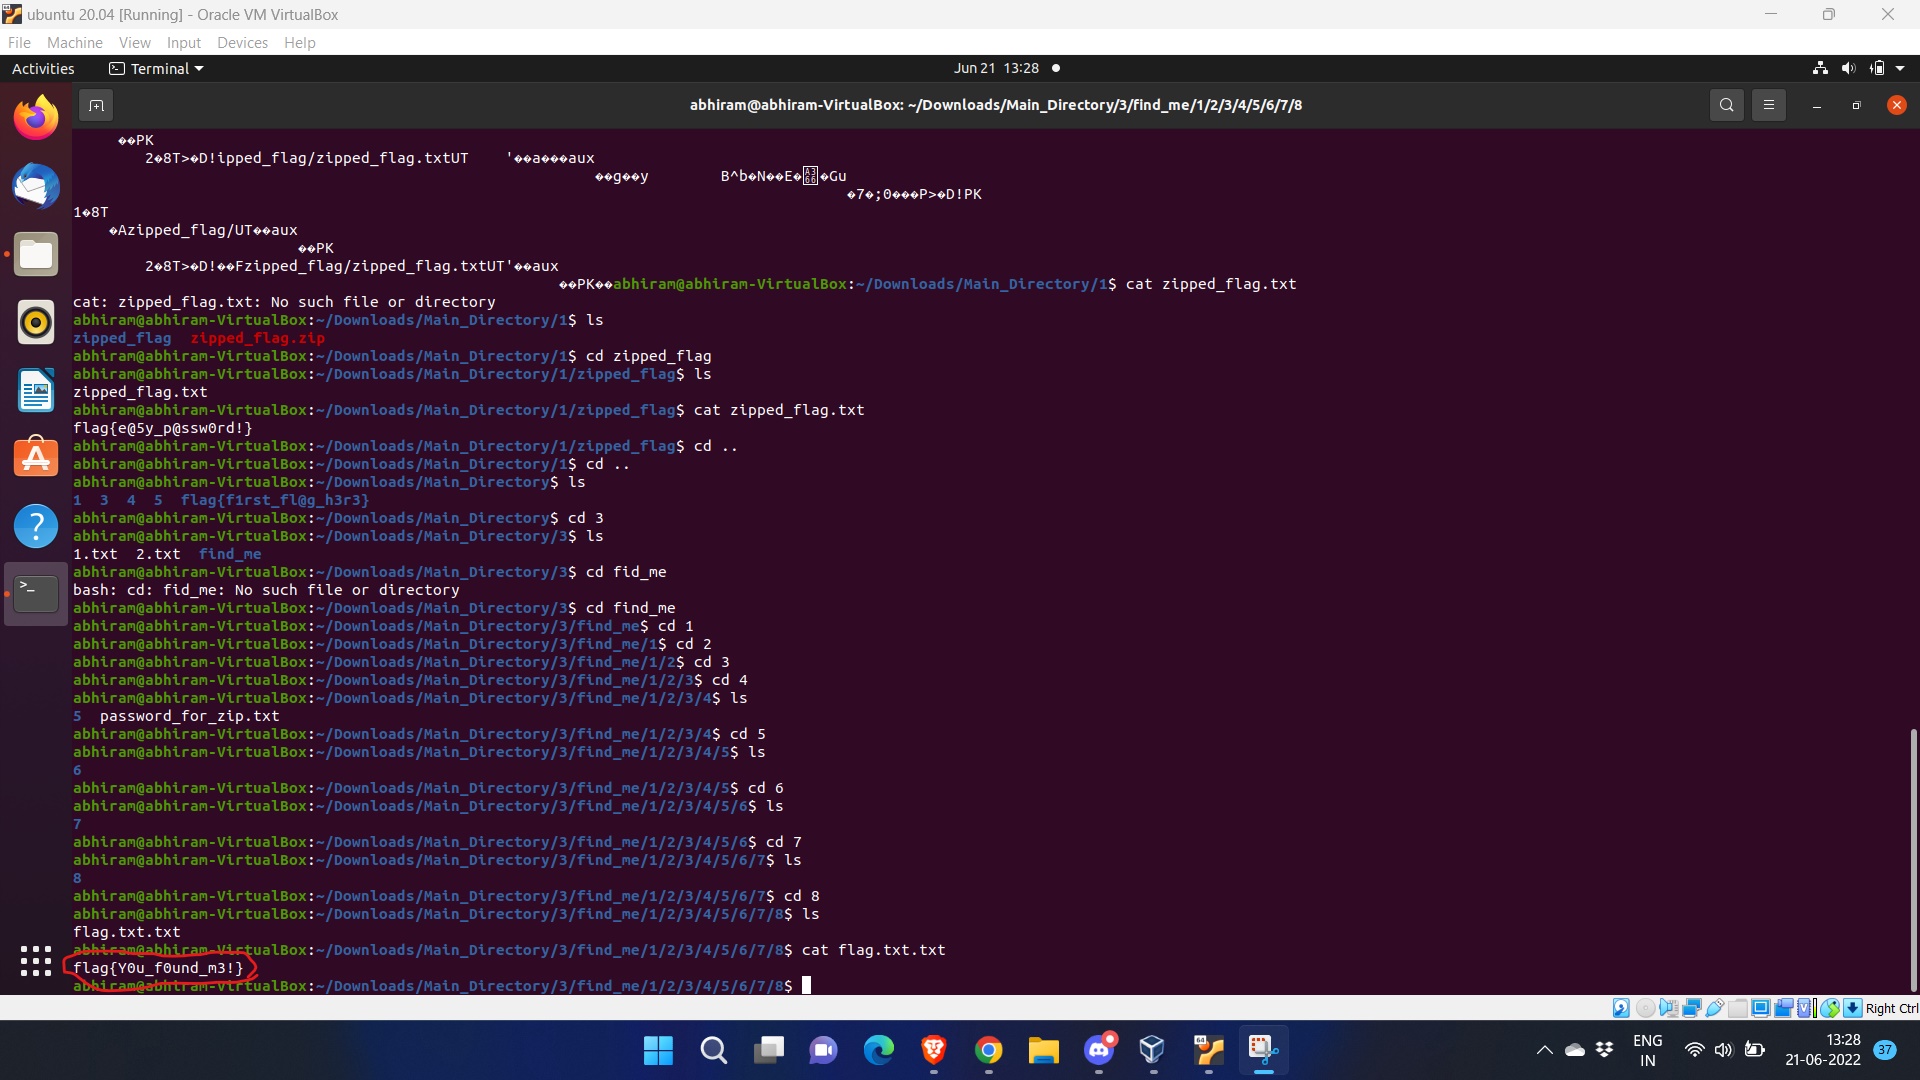 ubuntu 20.04 [Running] - Oracle VM VirtualBox
File Machine View Input Devices Help
Activities Terminal Jun 21 13:28
abhiram@abhiram-VirtualBox: ~/Downloads/Main_Directory/3/find_me/1/2/3/4/5/6/7/8
��PK
2�8T>�D!ipped_flag/zipped_flag.txtUT '��a���aux
��g��y B^b�N��E��Gu
�7�;0���P>�D!PK
1�8T
�Azipped_flag/UT��aux
��PK
2�8T>�D!��Fzipped_flag/zipped_flag.txtUT'��aux
��PK��abhiram@abhiram-VirtualBox:~/Downloads/Main_Directory/1$ cat zipped_flag.txt
cat: zipped_flag.txt: No such file or directory
abhiram@abhiram-VirtualBox:~/Downloads/Main_Directory/1$ ls
zipped_flag zipped_flag.zip
abhiram@abhiram-VirtualBox:~/Downloads/Main_Directory/1$ cd zipped_flag
abhiram@abhiram-VirtualBox:~/Downloads/Main_Directory/1/zipped_flag$ ls
zipped_flag.txt
abhiram@abhiram-VirtualBox:~/Downloads/Main_Directory/1/zipped_flag$ cat zipped_flag.txt
flag{e@5y_p@ssw0rd!}
abhiram@abhiram-VirtualBox:~/Downloads/Main_Directory/1/zipped_flag$ cd ..
abhiram@abhiram-VirtualBox:~/Downloads/Main_Directory/1$ cd ..
abhiram@abhiram-VirtualBox:~/Downloads/Main_Directory$ ls
1 3 4 5 flag{f1rst_fl@g_h3r3}
abhiram@abhiram-VirtualBox:~/Downloads/Main_Directory$ cd 3
abhiram@abhiram-VirtualBox:~/Downloads/Main_Directory/3$ ls
1.txt 2.txt find_me
abhiram@abhiram-VirtualBox:~/Downloads/Main_Directory/3$ cd fid_me
bash: cd: fid_me: No such file or directory
abhiram@abhiram-VirtualBox:~/Downloads/Main_Directory/3$ cd find_me
abhiram@abhiram-VirtualBox:~/Downloads/Main_Directory/3/find_me$ cd 1
abhiram@abhiram-VirtualBox:~/Downloads/Main_Directory/3/find_me/1$ cd 2
abhiram@abhiram-VirtualBox:~/Downloads/Main_Directory/3/find_me/1/2$ cd 3
abhiram@abhiram-VirtualBox:~/Downloads/Main_Directory/3/find_me/1/2/3$ cd 4
abhiram@abhiram-VirtualBox:~/Downloads/Main_Directory/3/find_me/1/2/3/4$ ls
5 password_for_zip.txt
abhiram@abhiram-VirtualBox:~/Downloads/Main_Directory/3/find_me/1/2/3/4$ cd 5
abhiram@abhiram-VirtualBox:~/Downloads/Main_Directory/3/find_me/1/2/3/4/5$ ls
6
abhiram@abhiram-VirtualBox:~/Downloads/Main_Directory/3/find_me/1/2/3/4/5$ cd 6
abhiram@abhiram-VirtualBox:~/Downloads/Main_Directory/3/find_me/1/2/3/4/5/6$ ls
7
abhiram@abhiram-VirtualBox:~/Downloads/Main_Directory/3/find_me/1/2/3/4/5/6$ cd 7
abhiram@abhiram-VirtualBox:~/Downloads/Main_Directory/3/find_me/1/2/3/4/5/6/7$ ls
8
abhiram@abhiram-VirtualBox:~/Downloads/Main_Directory/3/find_me/1/2/3/4/5/6/7$ cd 8
abhiram@abhiram-VirtualBox:~/Downloads/Main_Directory/3/find_me/1/2/3/4/5/6/7/8$ ls
flag.txt.txt
abhiram@abhiram-VirtualBox:~/Downloads/Main_Directory/3/find_me/1/2/3/4/5/6/7/8$ cat flag.txt.txt
flag{Y0u_f0und_m3!}
abhiram@abhiram-VirtualBox:~/Downloads/Main_Directory/3/find_me/1/2/3/4/5/6/7/8$
Right Ctrl
ENG 13:28
IN 21-06-2022 37